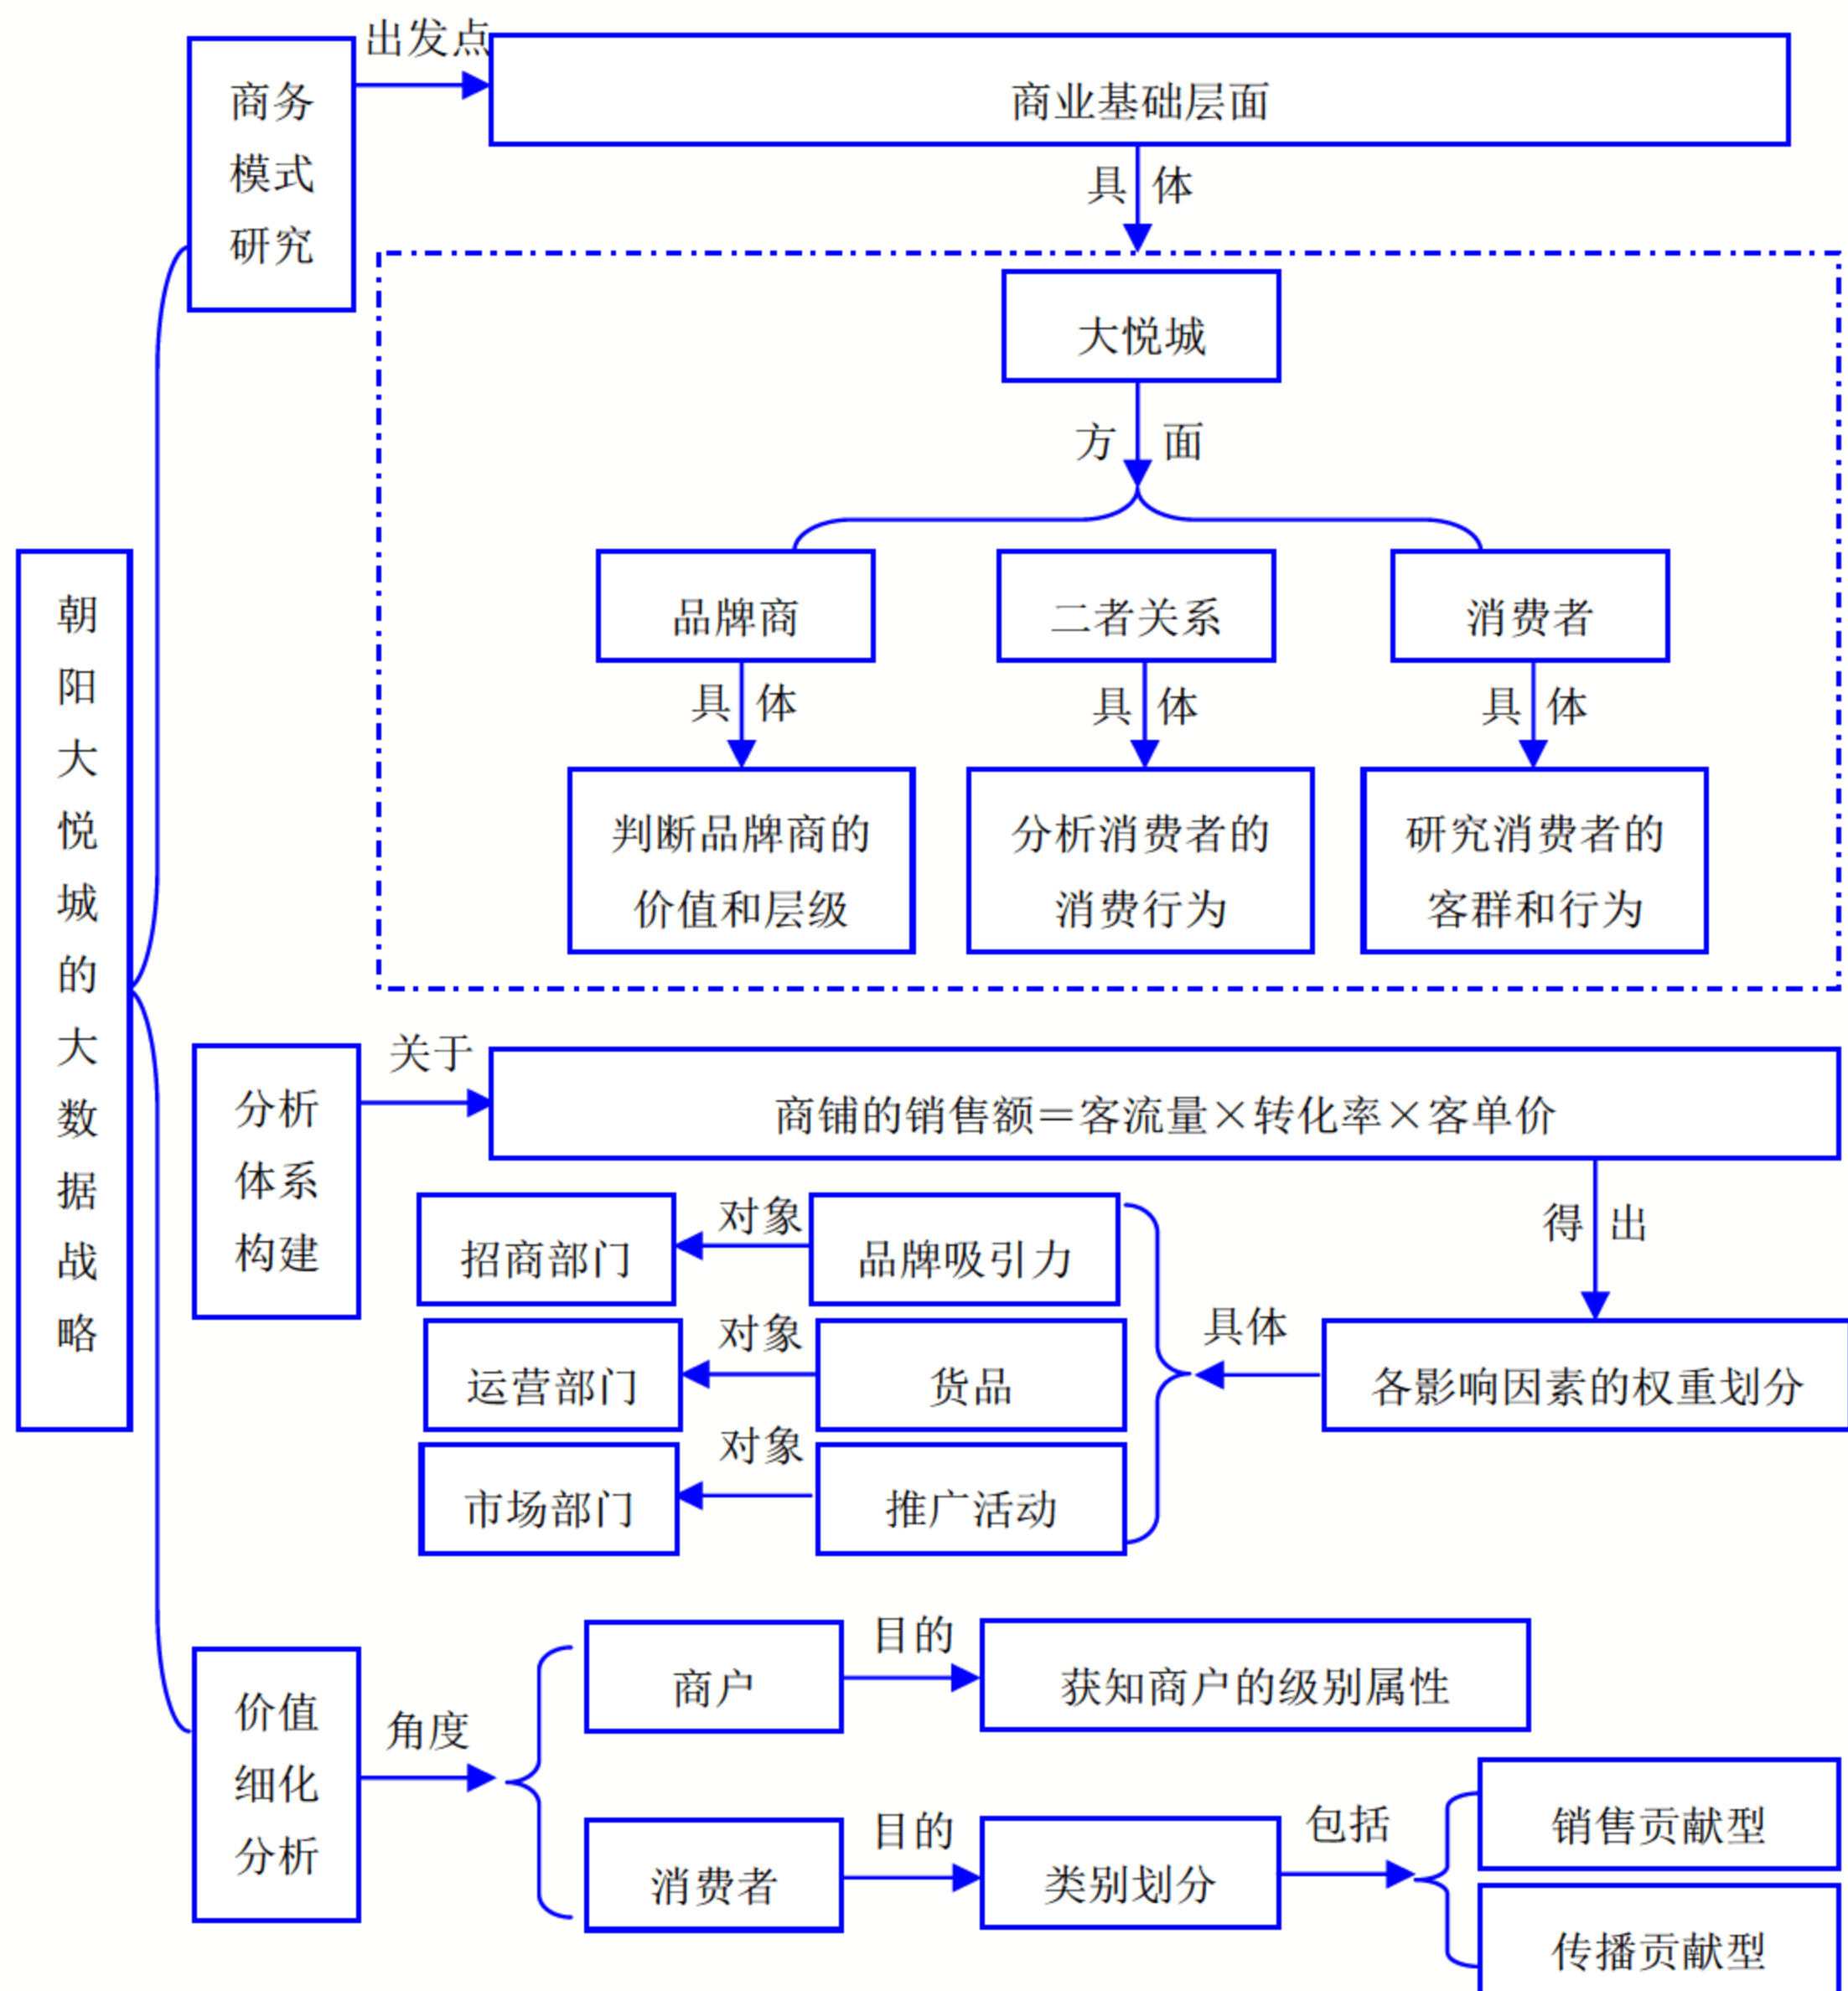 朝阳大悦城的大数据战略
商务
模式
研究
出发点
商业基础层面
具体
大悦城
方面
品牌商
二者关系
消费者
具体
具体
具体
判断品牌商的
价值和层级
分析消费者的
消费行为
研究消费者的
客群和行为
分析
体系
构建
关于
商铺的销售额＝客流量×转化率×客单价
得出
各影响因素的权重划分
具体
品牌吸引力
对象
招商部门
货品
对象
运营部门
推广活动
对象
市场部门
价值
细化
分析
角度
商户
目的
获知商户的级别属性
消费者
目的
类别划分
包括
销售贡献型
传播贡献型